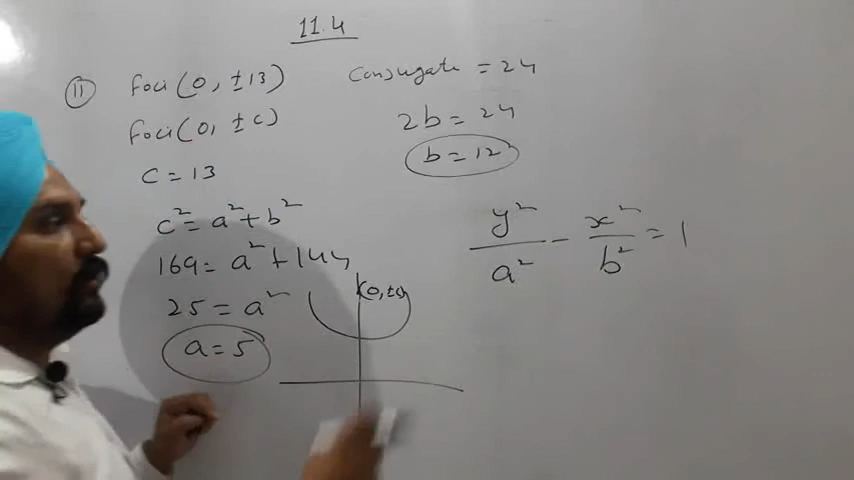 11.4
11 foci (0, ±13)
foci (0, ±c)
c = 13
c² = a² + b²
169 = a² + 144
25 = a²
a = 5
conjugate = 24
2b = 24
b = 12
y²/a² - x²/b² = 1
(0, ±c)